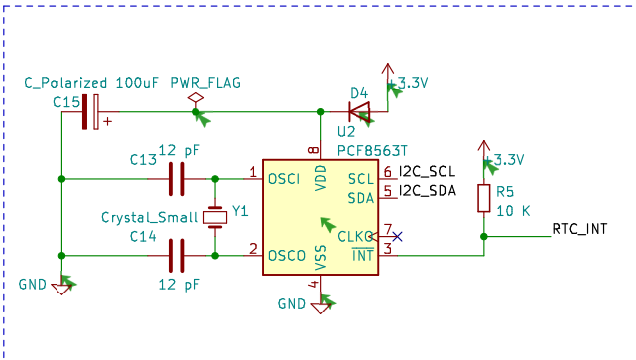 C_Polarized 100uF PWR_FLAG
C15
+
D4
+3.3V
U2
PCF8563T
8
VDD
12 pF
C13
1
OSCI
SCL
6
I2C_SCL
SDA
5
I2C_SDA
+3.3V
R5
10 K
Crystal_Small
Y1
C14
12 pF
2
OSCO
CLKO
7
INT
3
RTC_INT
VSS
4
GND
GND